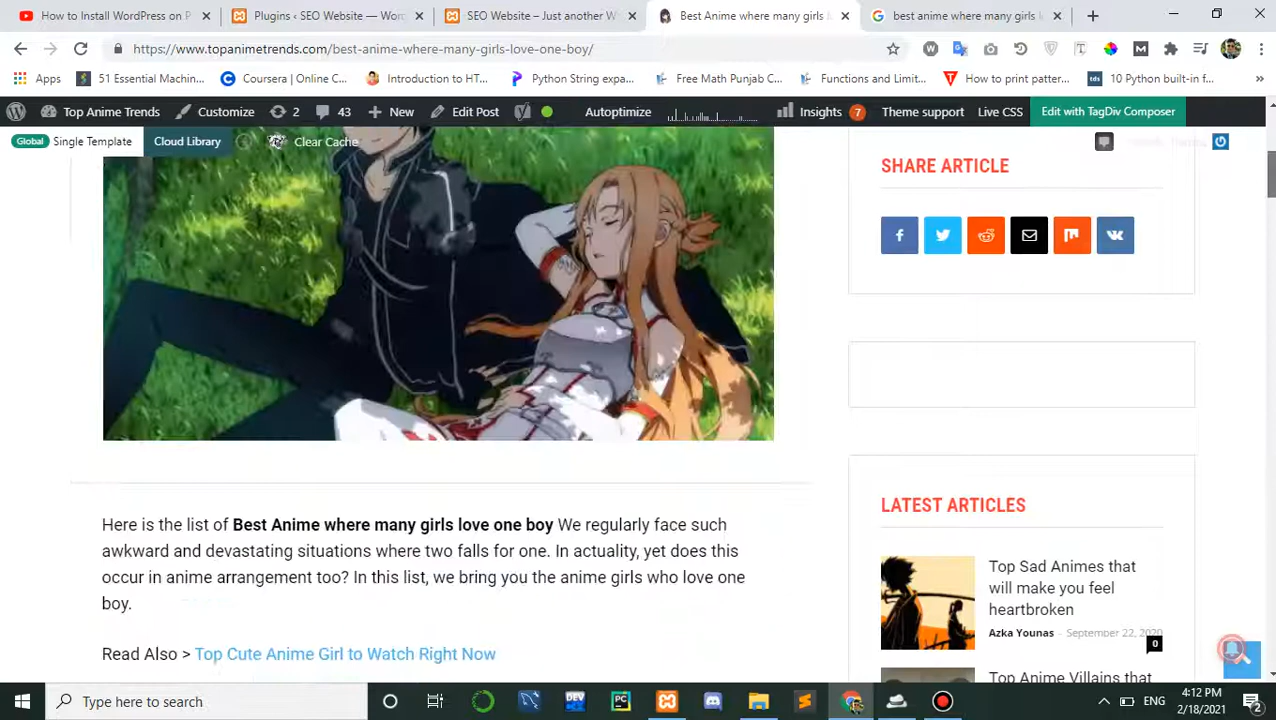 How to Install WordPress on
Plugins ‹ SEO Website — Wor
SEO Website – Just another W
Best Anime where many girls l
best anime where many girls l
https://www.topanimetrends.com/best-anime-where-many-girls-love-one-boy/
Apps
51 Essential Machin...
Coursera | Online C...
Introduction to HT...
Python String expa...
Free Math Punjab C...
Functions and Limit...
How to print patter...
10 Python built-in f...
Top Anime Trends
Customize
2
43
New
Edit Post
Autoptimize
Insights 7
Theme support
Live CSS
Edit with TagDiv Composer
Global Single Template
Cloud Library
Clear Cache
SHARE ARTICLE
Here is the list of Best Anime where many girls love one boy We regularly face such
awkward and devastating situations where two falls for one. In actuality, yet does this
occur in anime arrangement too? In this list, we bring you the anime girls who love one
boy.
Read Also > Top Cute Anime Girl to Watch Right Now
LATEST ARTICLES
Top Sad Animes that
will make you feel
heartbroken
Azka Younas - September 22, 2020
0
Top Anime Villains that
Type here to search
ENG
4:12 PM
2/18/2021
2